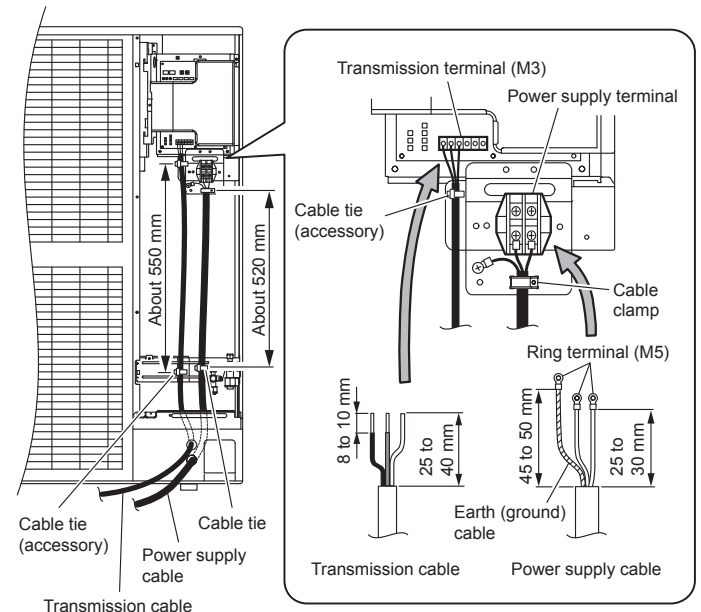 Transmission terminal (M3)
Power supply terminal
Cable tie
(accessory)
Cable
clamp
Ring terminal (M5)
About 550 mm
About 520 mm
8 to 10 mm
25 to
40 mm
45 to 50 mm
25 to
30 mm
Earth (ground)
cable
Transmission cable
Power supply cable
Cable tie
(accessory)
Cable tie
Power supply
cable
Transmission cable